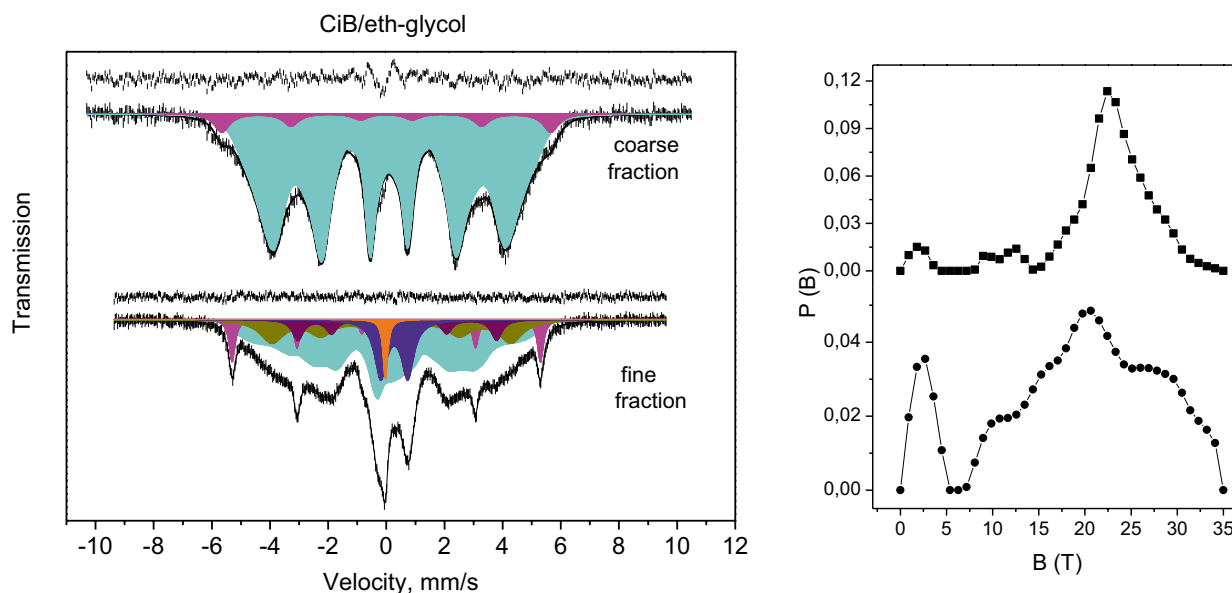 CiB/eth-glycol
Transmission
coarse
fraction
fine
fraction
-10 -8 -6 -4 -2 0 2 4 6 8 10 12
Velocity, mm/s
P (B)
0,12
0,09
0,06
0,03
0,00
0,04
0,02
0,00
0 5 10 15 20 25 30 35
B (T)